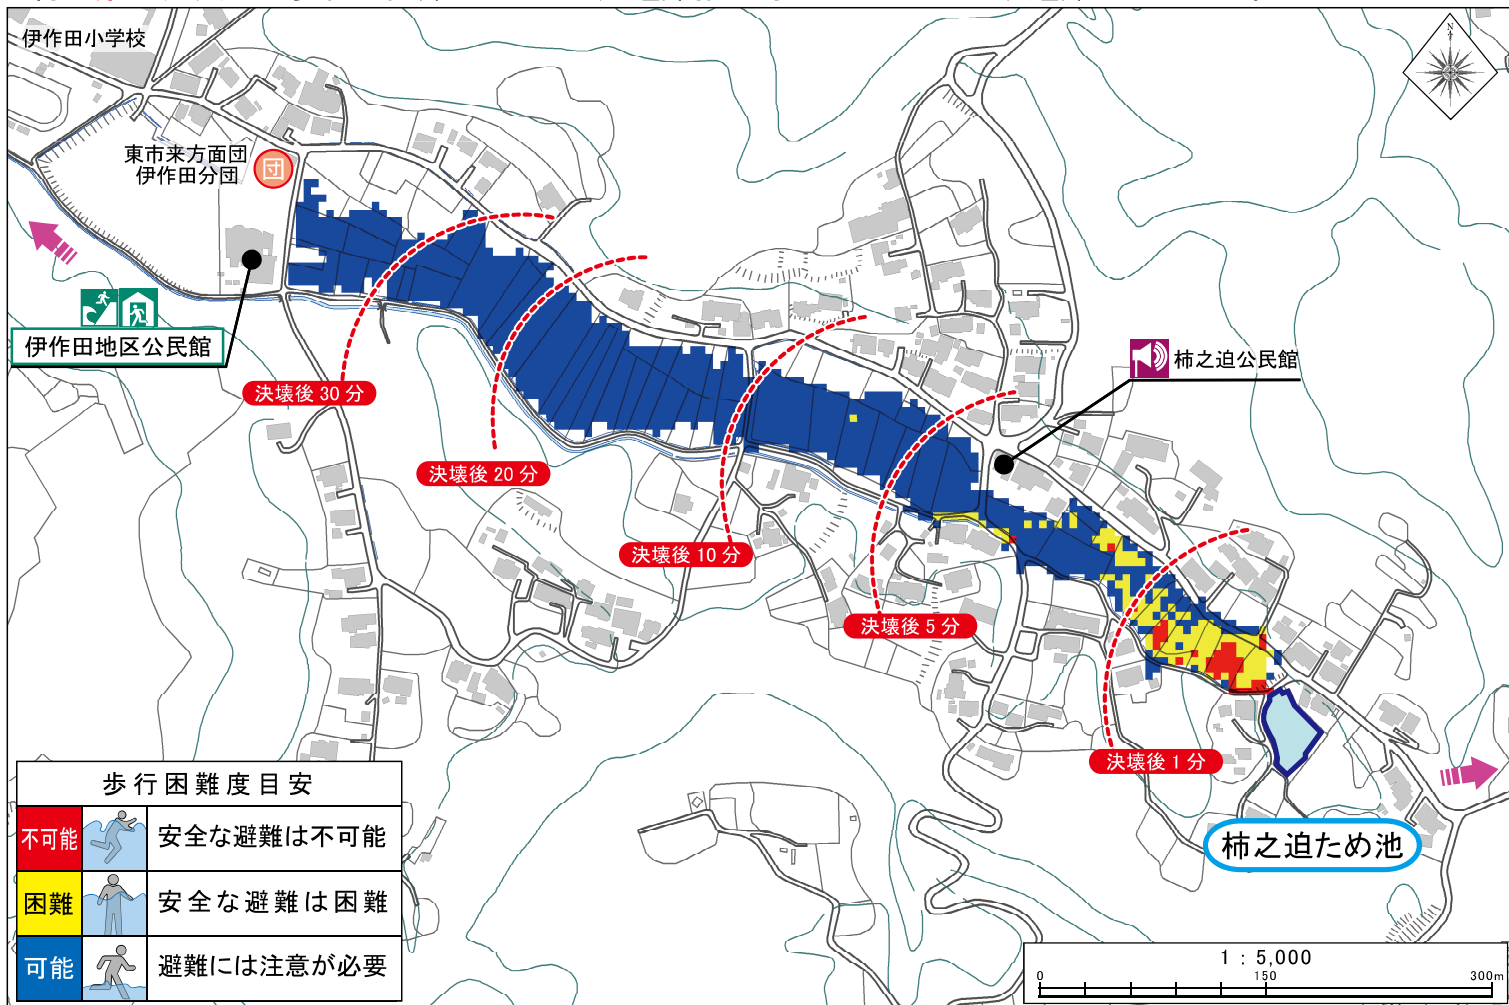 伊作田小学校
N
東市来方面団
伊作田分団
団
伊作田地区公民館
柿之迫公民館
決壊後 30 分
決壊後 20 分
決壊後 10 分
決壊後 5 分
決壊後 1 分
柿之迫ため池
歩行困難度目安
不可能
安全な避難は不可能
困難
安全な避難は困難
可能
避難には注意が必要
1 : 5,000
0 150 300m